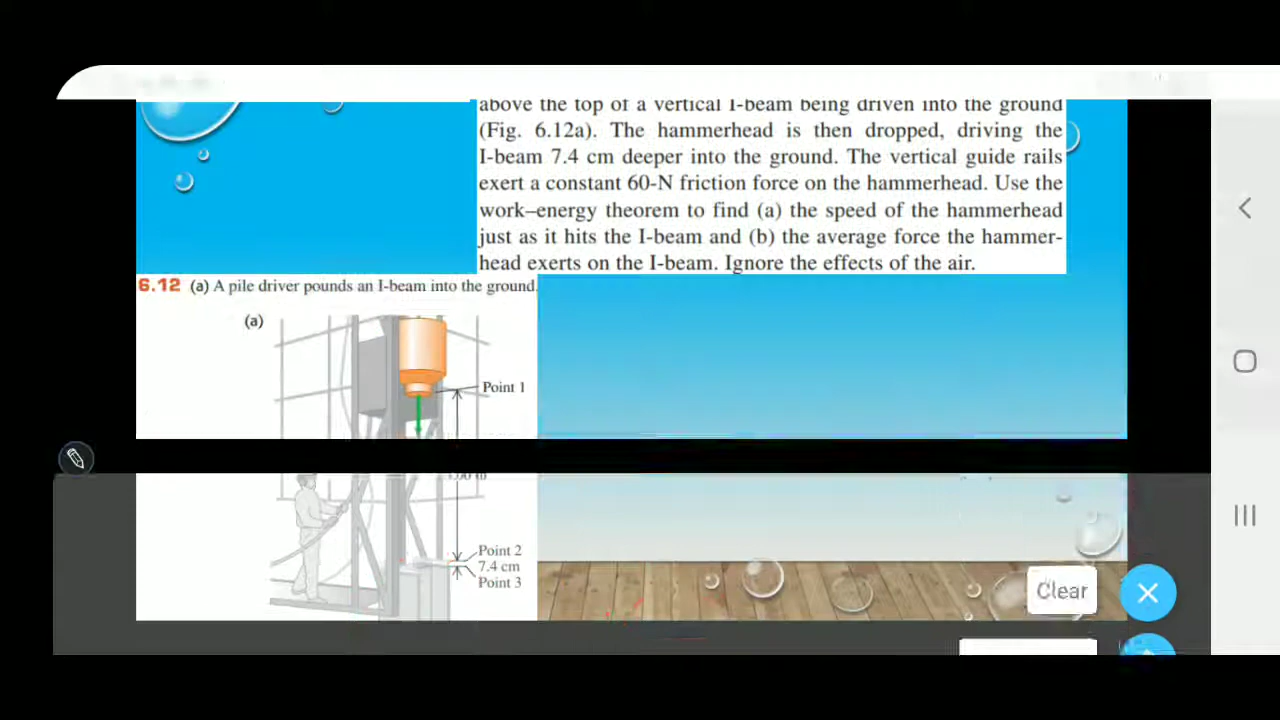 above the top of a vertical I-beam being driven into the ground
(Fig. 6.12a). The hammerhead is then dropped, driving the
I-beam 7.4 cm deeper into the ground. The vertical guide rails
exert a constant 60-N friction force on the hammerhead. Use the
work–energy theorem to find (a) the speed of the hammerhead
just as it hits the I-beam and (b) the average force the hammer-
head exerts on the I-beam. Ignore the effects of the air.
6.12 (a) A pile driver pounds an I-beam into the ground.
(a)
Point 1
Point 2
7.4 cm
Point 3
Clear